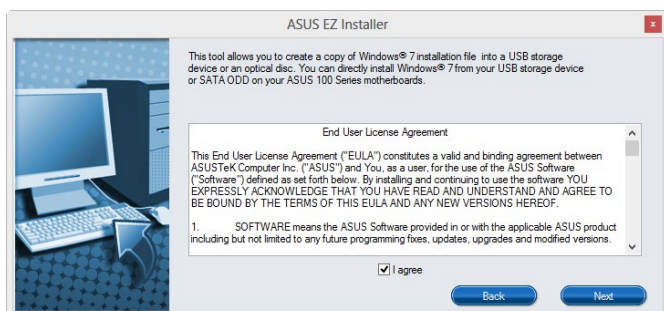 ASUS EZ Installer
x
This tool allows you to create a copy of Windows® 7 installation file into a USB storage
device or an optical disc. You can directly install Windows® 7 from your USB storage device
or SATA ODD on your ASUS 100 Series motherboards.
End User License Agreement
This End User License Agreement ("EULA") constitutes a valid and binding agreement between
ASUSTeK Computer Inc. ("ASUS") and You, as a user, for the use of the ASUS Software
("Software") defined as set forth below. By installing and continuing to use the software YOU
EXPRESSLY ACKNOWLEDGE THAT YOU HAVE READ AND UNDERSTAND AND AGREE TO
BE BOUND BY THE TERMS OF THIS EULA AND ANY NEW VERSIONS HEREOF.
1. SOFTWARE means the ASUS Software provided in or with the applicable ASUS product
including but not limited to any future programming fixes, updates, upgrades and modified versions.
I agree
Back Next